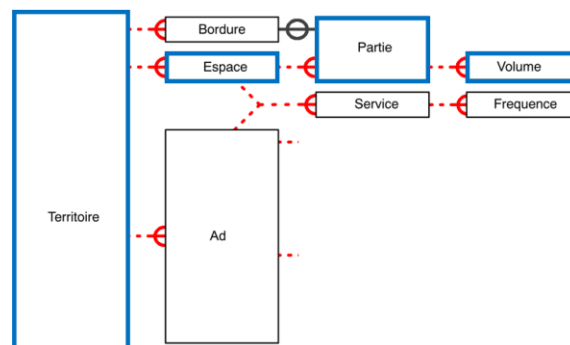 Bordure
Partie
Espace
Volume
Service
Frequence
Territoire
Ad